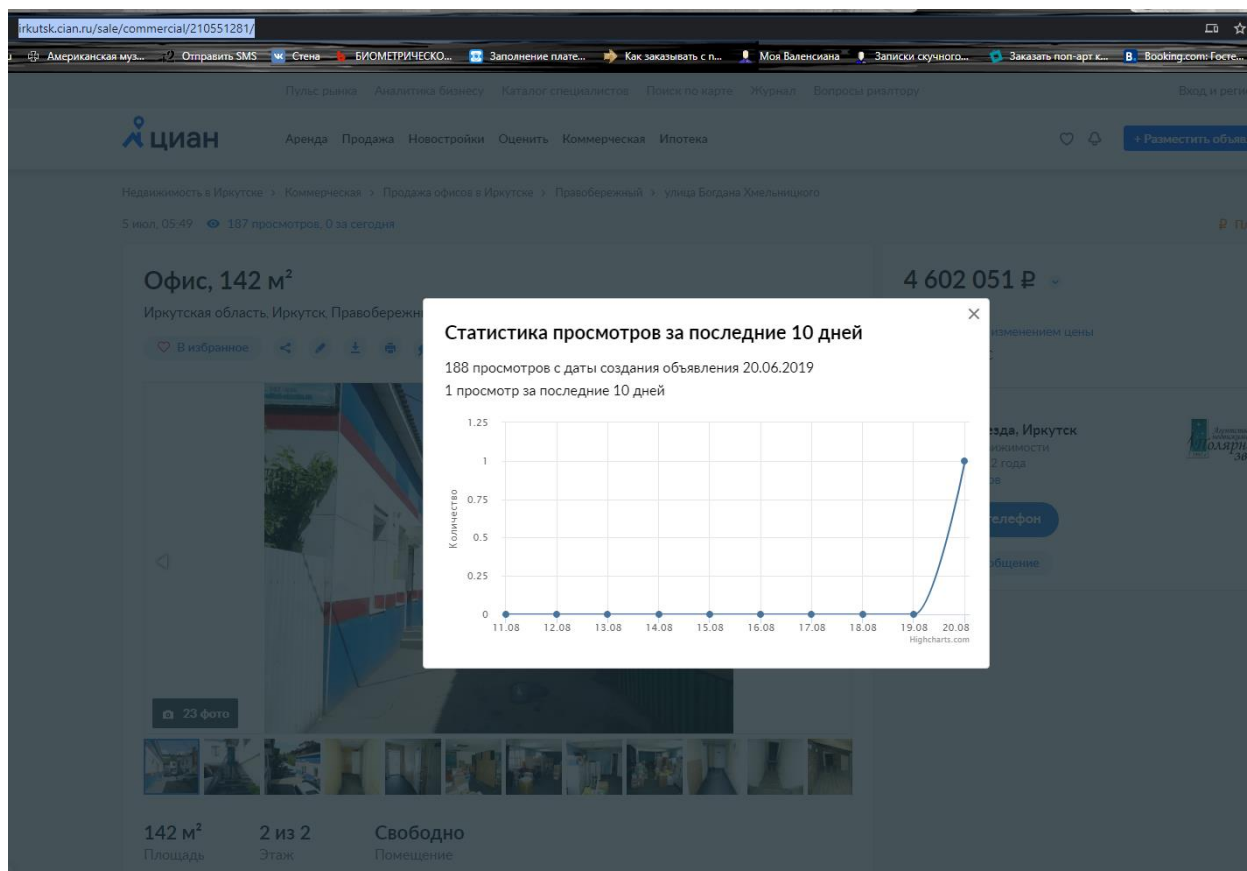 irkutsk.cian.ru/sale/commercial/210551281/
Американская муз... Отправить SMS Стена БИОМЕТРИЧЕСКО... Заполнение плате... Как заказывать с п... Моя Валенсиана Записки скучного... Заказать поп-арт к... Booking.com: Госте...
Пульс рынка Аналитика бизнесу Каталог специалистов Поиск по карте Журнал Вопросы риэлтору Вход и реги
циан Аренда Продажа Новостройки Оценить Коммерческая Ипотека + Разместить объяв
Недвижимость в Иркутске > Коммерческая > Продажа офисов в Иркутске > Правобережный > улица Богдана Хмельницкого
5 июл, 05:49 187 просмотров, 0 за сегодня
Офис, 142 м²
4 602 051 ₽
Иркутская область, Иркутск, Правобережн
изменением цены
В избранное
Статистика просмотров за последние 10 дней
188 просмотров с даты создания объявления 20.06.2019
1 просмотр за последние 10 дней
1.25
1
0.75
0.5
0.25
0
Количество
11.08 12.08 13.08 14.08 15.08 16.08 17.08 18.08 19.08 20.08
Highcharts.com
езда, Иркутск
ижимости
2 года
ов
елефон
общение
23 фото
142 м² 2 из 2 Свободно
Площадь Этаж Помещение